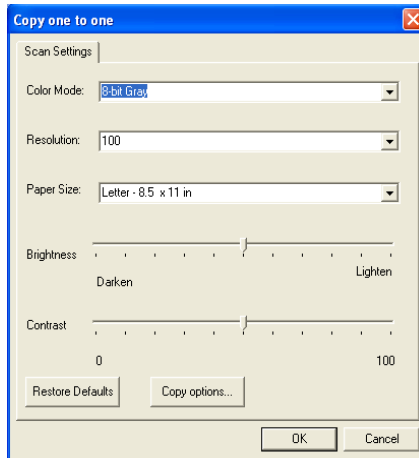 Copy one to one
Scan Settings
Color Mode: 8-bit Gray
Resolution: 100
Paper Size: Letter - 8.5 x 11 in
Brightness
Darken Lighten
Contrast
0 100
Restore Defaults Copy options...
OK Cancel